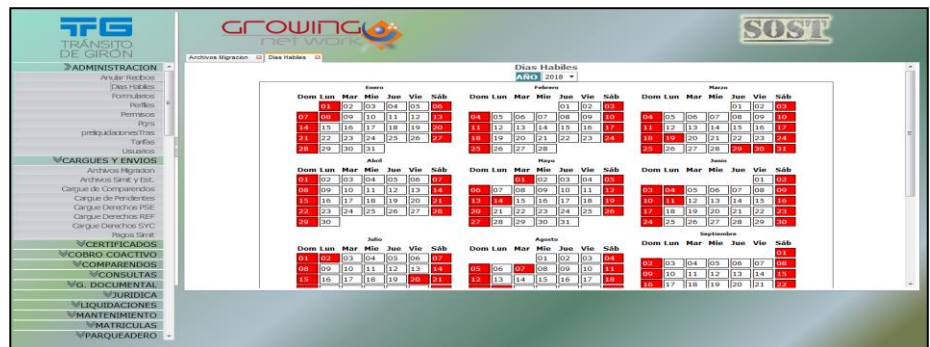 TG
TRÁNSITO
DE GIRÓN
GROWING
network
SOST
Archivos Migracion
Dias Habiles
ADMINISTRACION
Anular Recibos
Dias Habiles
Formularios
Perfiles
Permisos
Pqrs
preliquidacionesTras
Tarifas
Usuarios
CARGUES Y ENVIOS
Archivos Migracion
Archivos Simit y Est.
Cargue de Comparendos
Cargue de Pendientes
Cargue Derechos PSE
Cargue Derechos REF
Cargue Derechos SYC
Pagos Simit
CERTIFICADOS
COBRO COACTIVO
COMPARENDOS
CONSULTAS
G. DOCUMENTAL
JURIDICA
LIQUIDACIONES
MANTENIMIENTO
MATRICULAS
PARQUEADERO
Dias Habiles
AÑO 2018
Enero
Dom Lun Mar Mie Jue Vie Sáb
01 02 03 04 05 06
07 08 09 10 11 12 13
14 15 16 17 18 19 20
21 22 23 24 25 26 27
28 29 30 31
Febrero
Dom Lun Mar Mie Jue Vie Sáb
01 02 03
04 05 06 07 08 09 10
11 12 13 14 15 16 17
18 19 20 21 22 23 24
25 26 27 28
Marzo
Dom Lun Mar Mie Jue Vie Sáb
01 02 03
04 05 06 07 08 09 10
11 12 13 14 15 16 17
18 19 20 21 22 23 24
25 26 27 28 29 30 31
Abril
Dom Lun Mar Mie Jue Vie Sáb
01 02 03 04 05 06 07
08 09 10 11 12 13 14
15 16 17 18 19 20 21
22 23 24 25 26 27 28
29 30
Mayo
Dom Lun Mar Mie Jue Vie Sáb
01 02 03 04 05
06 07 08 09 10 11 12
13 14 15 16 17 18 19
20 21 22 23 24 25 26
27 28 29 30 31
Junio
Dom Lun Mar Mie Jue Vie Sáb
01 02
03 04 05 06 07 08 09
10 11 12 13 14 15 16
17 18 19 20 21 22 23
24 25 26 27 28 29 30
Julio
Dom Lun Mar Mie Jue Vie Sáb
01 02 03 04 05 06 07
08 09 10 11 12 13 14
15 16 17 18 19 20 21
Agosto
Dom Lun Mar Mie Jue Vie Sáb
01 02 03 04
05 06 07 08 09 10 11
12 13 14 15 16 17 18
Septiembre
Dom Lun Mar Mie Jue Vie Sáb
01
02 03 04 05 06 07 08
09 10 11 12 13 14 15
16 17 18 19 20 21 22